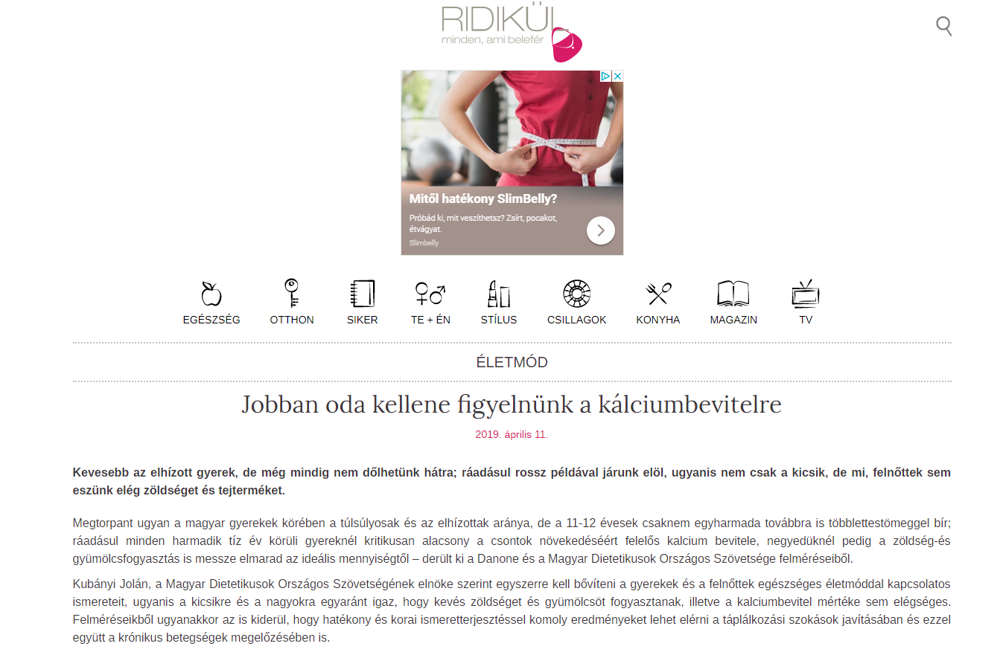 RIDIKÜL
minden, ami belefér
Mitől hatékony SlimBelly?
Próbád ki, mit veszíthetsz? Zsírt, pocakot,
étvágyat.
Slimbelly
EGÉSZSÉG OTTHON SIKER TE + ÉN STÍLUS CSILLAGOK KONYHA MAGAZIN TV
ÉLETMÓD
Jobban oda kellene figyelnünk a kálciumbevitelre
2019. április 11.
Kevesebb az elhízott gyerek, de még mindig nem dőlhetünk hátra; ráadásul rossz példával járunk elöl, ugyanis nem csak a kicsik, de mi, felnőttek sem
eszünk elég zöldséget és tejterméket.
Megtorpant ugyan a magyar gyerekek körében a túlsúlyosak és az elhízottak aránya, de a 11-12 évesek csaknem egyharmada továbbra is többlettestömeggel bír;
ráadásul minden harmadik tíz év körüli gyereknél kritikusan alacsony a csontok növekedéséért felelős kalcium bevitele, negyedüknél pedig a zöldség-és
gyümölcsfogyasztás is messze elmarad az ideális mennyiségtől – derült ki a Danone és a Magyar Dietetikusok Országos Szövetsége felméréseiből.
Kubányi Jolán, a Magyar Dietetikusok Országos Szövetségének elnöke szerint egyszerre kell bővíteni a gyerekek és a felnőttek egészséges életmóddal kapcsolatos
ismereteit, ugyanis a kicsikre és a nagyokra egyaránt igaz, hogy kevés zöldséget és gyümölcsöt fogyasztanak, illetve a kalciumbevitel mértéke sem elégséges.
Felméréseikből ugyanakkor az is kiderül, hogy hatékony és korai ismeretterjesztéssel komoly eredményeket lehet elérni a táplálkozási szokások javításában és ezzel
együtt a krónikus betegségek megelőzésében is.